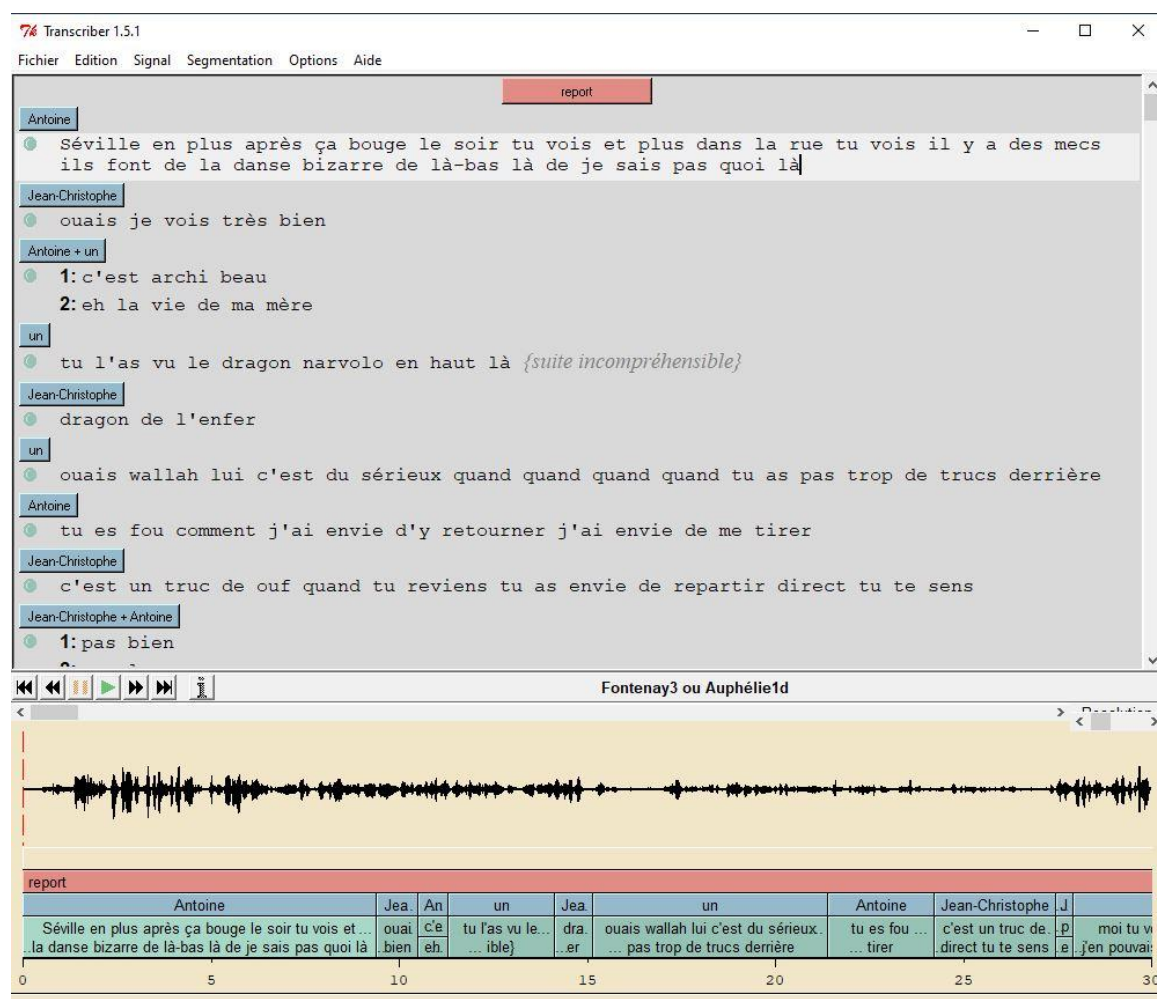 Transcriber 1.5.1
Fichier Edition Signal Segmentation Options Aide
report
Antoine
Séville en plus après ça bouge le soir tu vois et plus dans la rue tu vois il y a des mecs
ils font de la danse bizarre de là-bas là de je sais pas quoi là
Jean-Christophe
ouais je vois très bien
Antoine + un
1: c'est archi beau
2: eh la vie de ma mère
un
tu l'as vu le dragon narvolo en haut là {suite incompréhensible}
Jean-Christophe
dragon de l'enfer
un
ouais wallah lui c'est du sérieux quand quand quand quand tu as pas trop de trucs derrière
Antoine
tu es fou comment j'ai envie d'y retourner j'ai envie de me tirer
Jean-Christophe
c'est un truc de ouf quand tu reviens tu as envie de repartir direct tu te sens
Jean-Christophe + Antoine
1: pas bien
Fontenay3 ou Auphélie1d
report
Antoine Jea. An un Jea. un Antoine Jean-Christophe J
Séville en plus après ça bouge le soir tu vois et ... ouai. c'e tu l'as vu le... dra. ouais wallah lui c'est du sérieux. tu es fou ... c'est un truc de. .p moi tu v
...la danse bizarre de là-bas là de je sais pas quoi là .bien eh. ... ible} ...er ... pas trop de trucs derrière ... tirer .direct tu te sens .e ..j'en pouvai
0 5 10 15 20 25 30